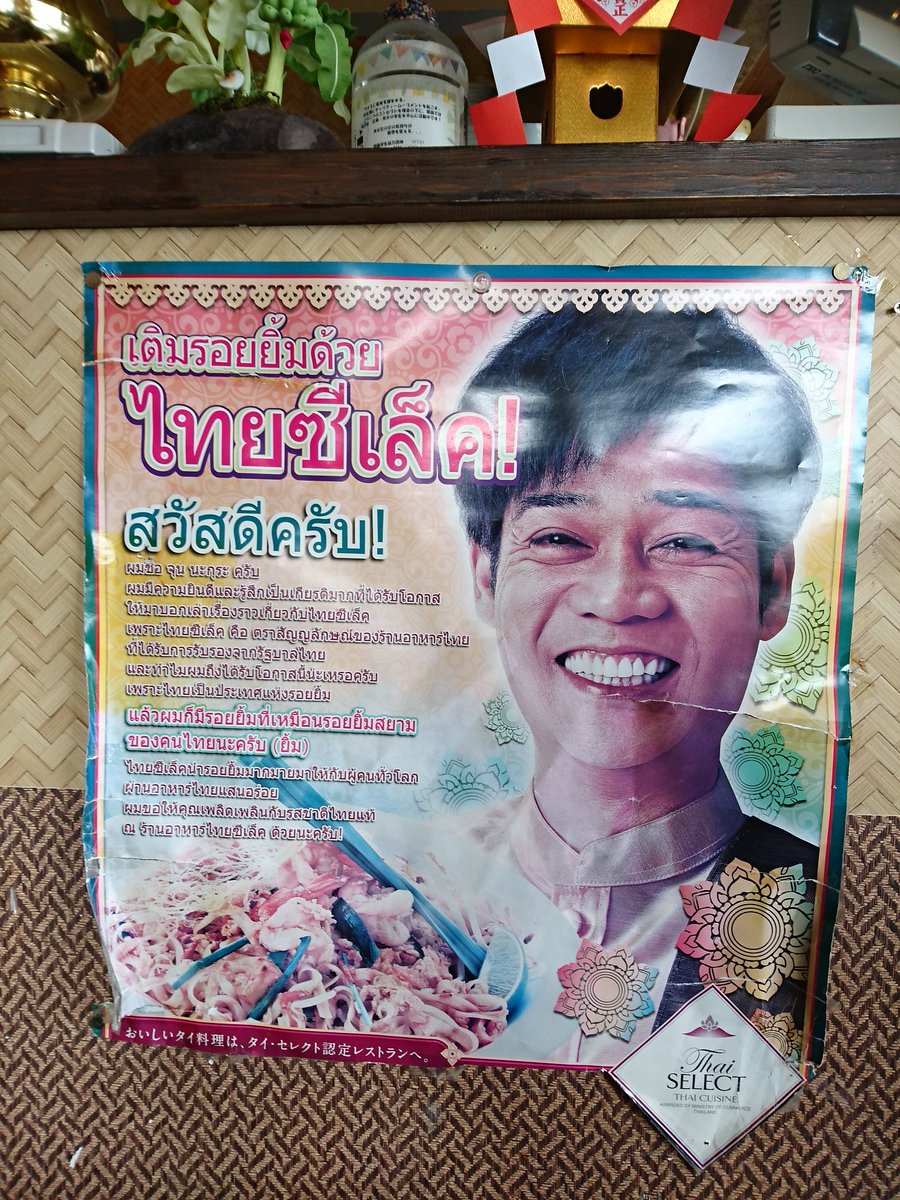 เติมรอยยิ้มด้วย
ไทยซีเล็ค!
สวัสดีครับ!
ผมชื่อ จุน นะกุระ ครับ
ผมมีความยินดีและรู้สึกเป็นเกียรติมากที่ได้รับโอกาส
ให้มาบอกเล่าเรื่องราวเกี่ยวกับไทยซีเล็ค
เพราะไทยซีเล็ค คือ ตราสัญญลักษณ์ของร้านอาหารไทย
ที่ได้รับการรับรองจากรัฐบาลไทย
และทำไมผมถึงได้รับโอกาสนี้น่ะเหรอครับ
เพราะไทยเป็นประเทศแห่งรอยยิ้ม
แล้วผมก็มีรอยยิ้มที่เหมือนรอยยิ้มสยาม
ของคนไทยนะครับ (ยิ้ม)
ไทยซีเล็คนำรอยยิ้มมากมายมาให้กับผู้คนทั่วโลก
ผ่านอาหารไทยแสนอร่อย
ผมขอให้คุณเพลิดเพลินกับรสชาติไทยแท้
ณ ร้านอาหารไทยซีเล็ค ด้วยนะครับ!
おいしいタイ料理は、タイ・セレクト認定レストランへ。
Thai
SELECT
THAI CUISINE
AWARDED BY MINISTRY OF COMMERCE
THAILAND